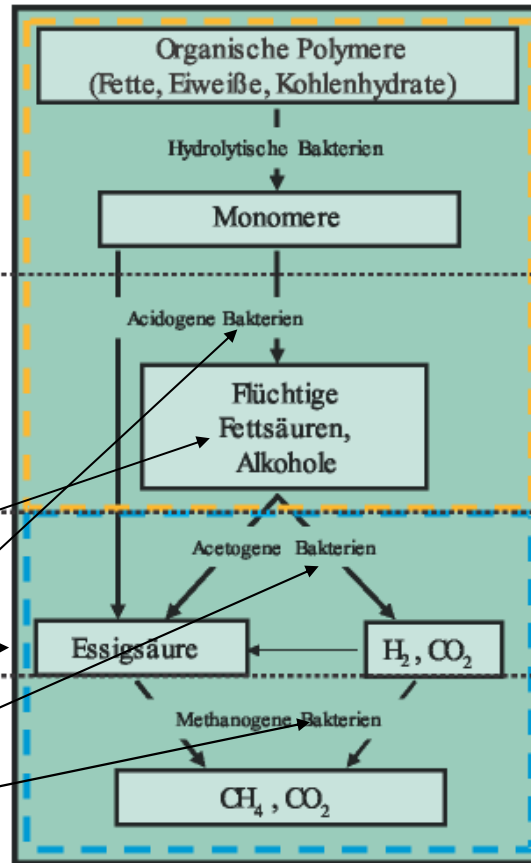 Organische Polymere
(Fette, Eiweiße, Kohlenhydrate)
Hydrolytische Bakterien
Monomere
Acidogene Bakterien
Flüchtige
Fettsäuren,
Alkohole
Acetogene Bakterien
Essigsäure
H₂, CO₂
Methanogene Bakterien
CH₄, CO₂